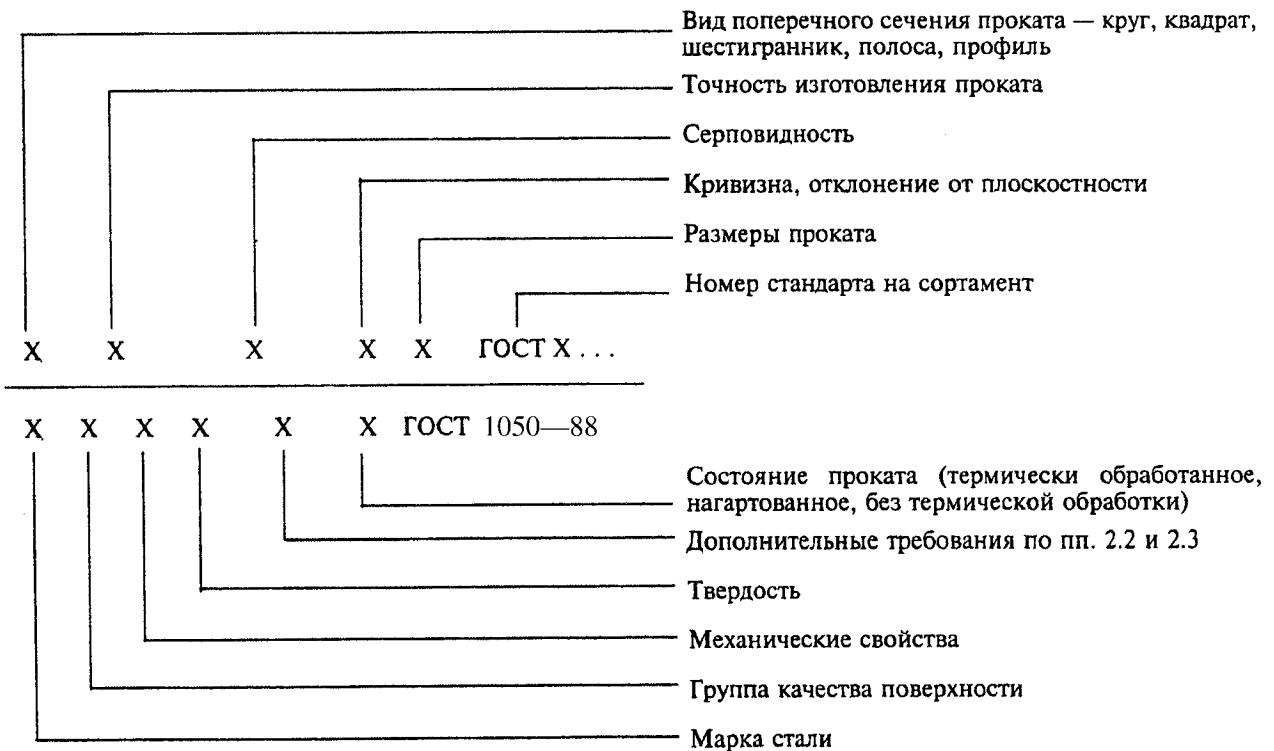 Вид поперечного сечения проката — круг, квадрат,
шестигранник, полоса, профиль
Точность изготовления проката
Серповидность
Кривизна, отклонение от плоскостности
Размеры проката
Номер стандарта на сортамент
Х Х Х Х Х ГОСТ Х . . .
Х Х Х Х Х Х ГОСТ 1050—88
Состояние проката (термически обработанное,
нагартованное, без термической обработки)
Дополнительные требования по пп. 2.2 и 2.3
Твердость
Механические свойства
Группа качества поверхности
Марка стали